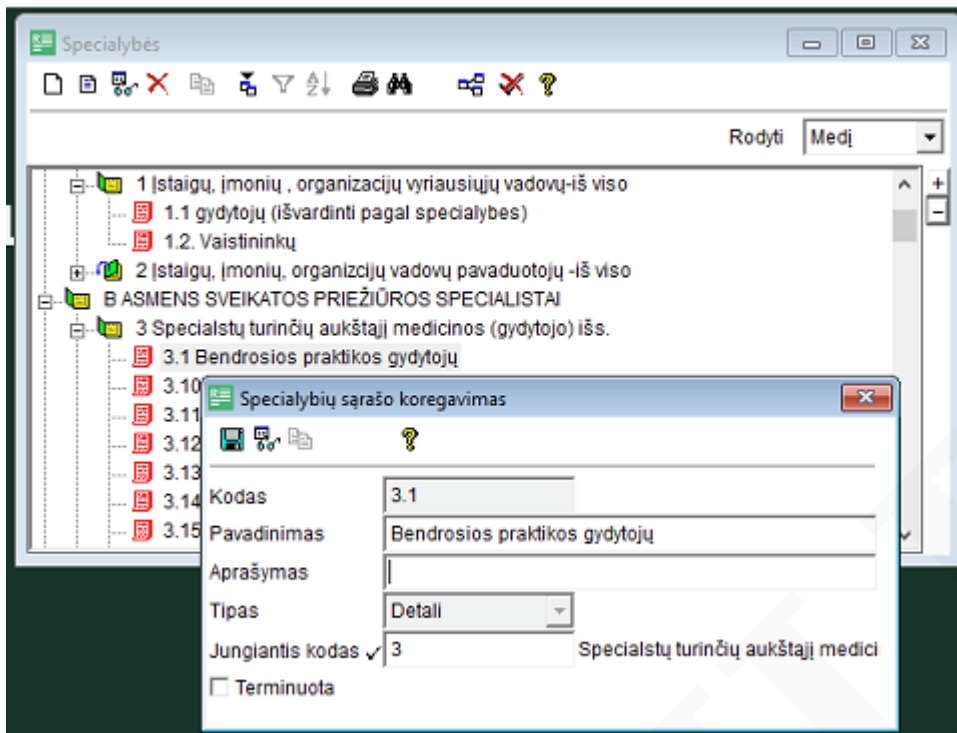 Specialybės
Rodyti Medį
1 Įstaigų, įmonių , organizacijų vyriausiųjų vadovų-iš viso
1.1 gydytojų (išvardinti pagal specialybes)
1.2. Vaistininkų
2 Įstaigų, įmonių, organizcijų vadovų pavaduotojų -iš viso
B ASMENS SVEIKATOS PRIEŽIŪROS SPECIALISTAI
3 Specialstų turinčių aukštąjį medicinos (gydytojo) išs.
3.1 Bendrosios praktikos gydytojų
3.10
3.11
3.12
3.13
3.14
3.15
Specialybių sąrašo koregavimas
Kodas 3.1
Pavadinimas Bendrosios praktikos gydytojų
Aprašymas
Tipas Detali
Jungiantis kodas 3 Specialstų turinčių aukštąjį medici
Terminuota